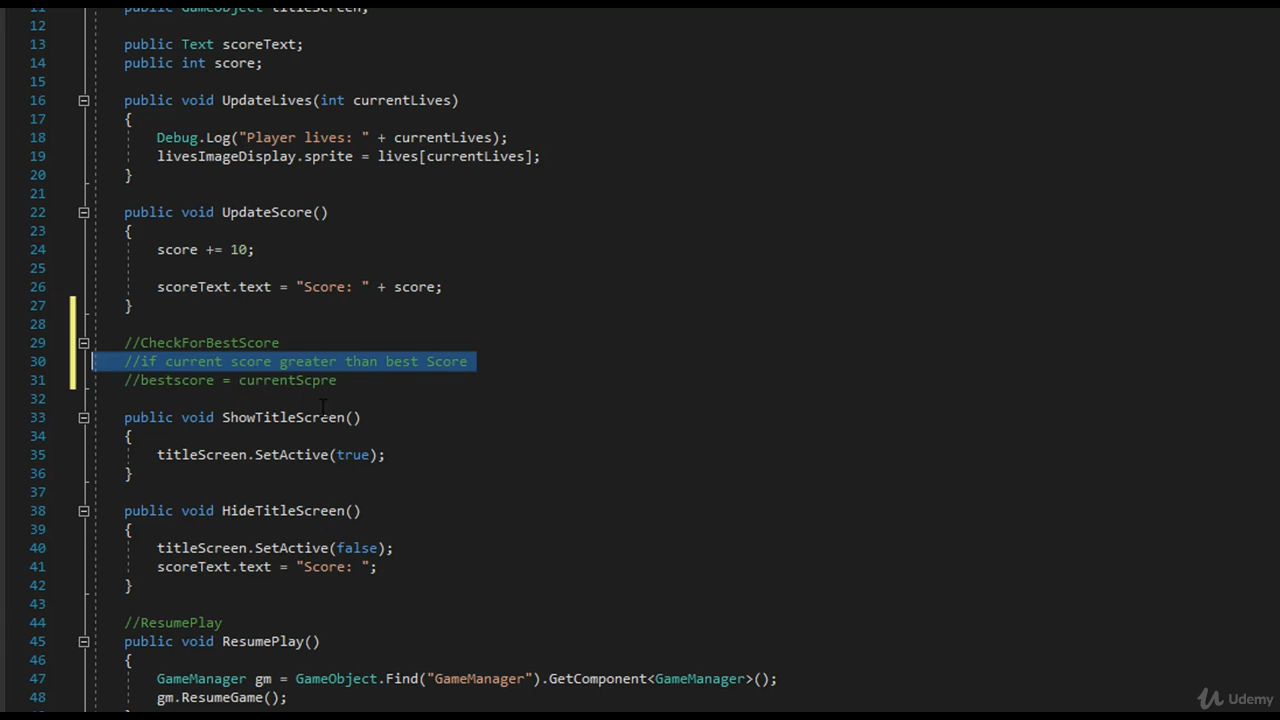 11 public GameObject titleScreen;
12
13 public Text scoreText;
14 public int score;
15
16 public void UpdateLives(int currentLives)
17 {
18 Debug.Log("Player lives: " + currentLives);
19 livesImageDisplay.sprite = lives[currentLives];
20 }
21
22 public void UpdateScore()
23 {
24 score += 10;
25
26 scoreText.text = "Score: " + score;
27 }
28
29 //CheckForBestScore
30 //if current score greater than best Score
31 //bestscore = currentScpre
32
33 public void ShowTitleScreen()
34 {
35 titleScreen.SetActive(true);
36 }
37
38 public void HideTitleScreen()
39 {
40 titleScreen.SetActive(false);
41 scoreText.text = "Score: ";
42 }
43
44 //ResumePlay
45 public void ResumePlay()
46 {
47 GameManager gm = GameObject.Find("GameManager").GetComponent<GameManager>();
48 gm.ResumeGame();
Udemy